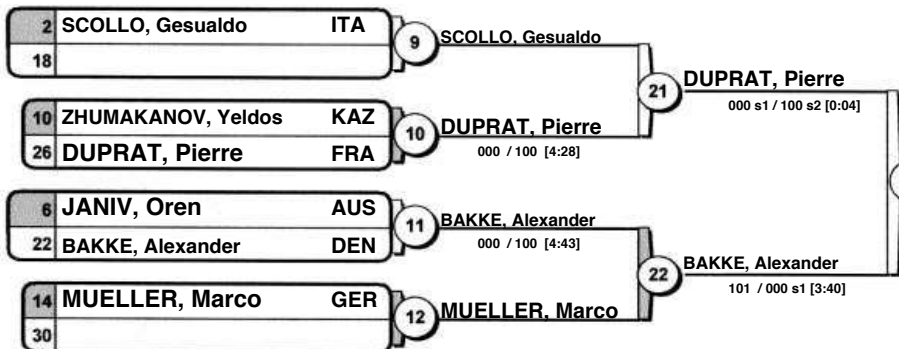 2 SCOLLO, Gesualdo ITA
18
9
SCOLLO, Gesualdo
10 ZHUMAKANOV, Yeldos KAZ
26 DUPRAT, Pierre FRA
10
DUPRAT, Pierre
000 / 100 [4:28]
21
DUPRAT, Pierre
000 s1 / 100 s2 [0:04]
6 JANIV, Oren AUS
22 BAKKE, Alexander DEN
11
BAKKE, Alexander
000 / 100 [4:43]
14 MUELLER, Marco GER
30
12
MUELLER, Marco
22
BAKKE, Alexander
101 / 000 s1 [3:40]